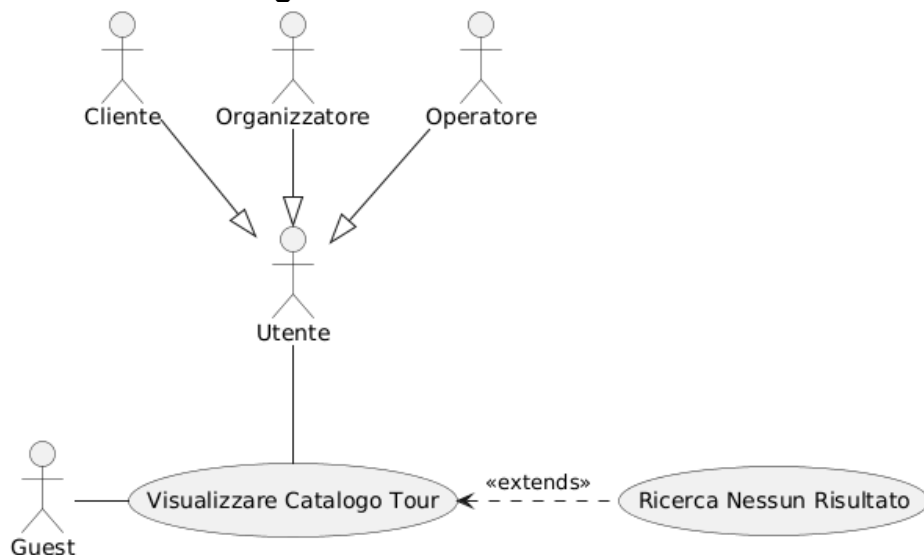 Cliente
Organizzatore
Operatore
Utente
«extends»
Visualizzare Catalogo Tour
Ricerca Nessun Risultato
Guest